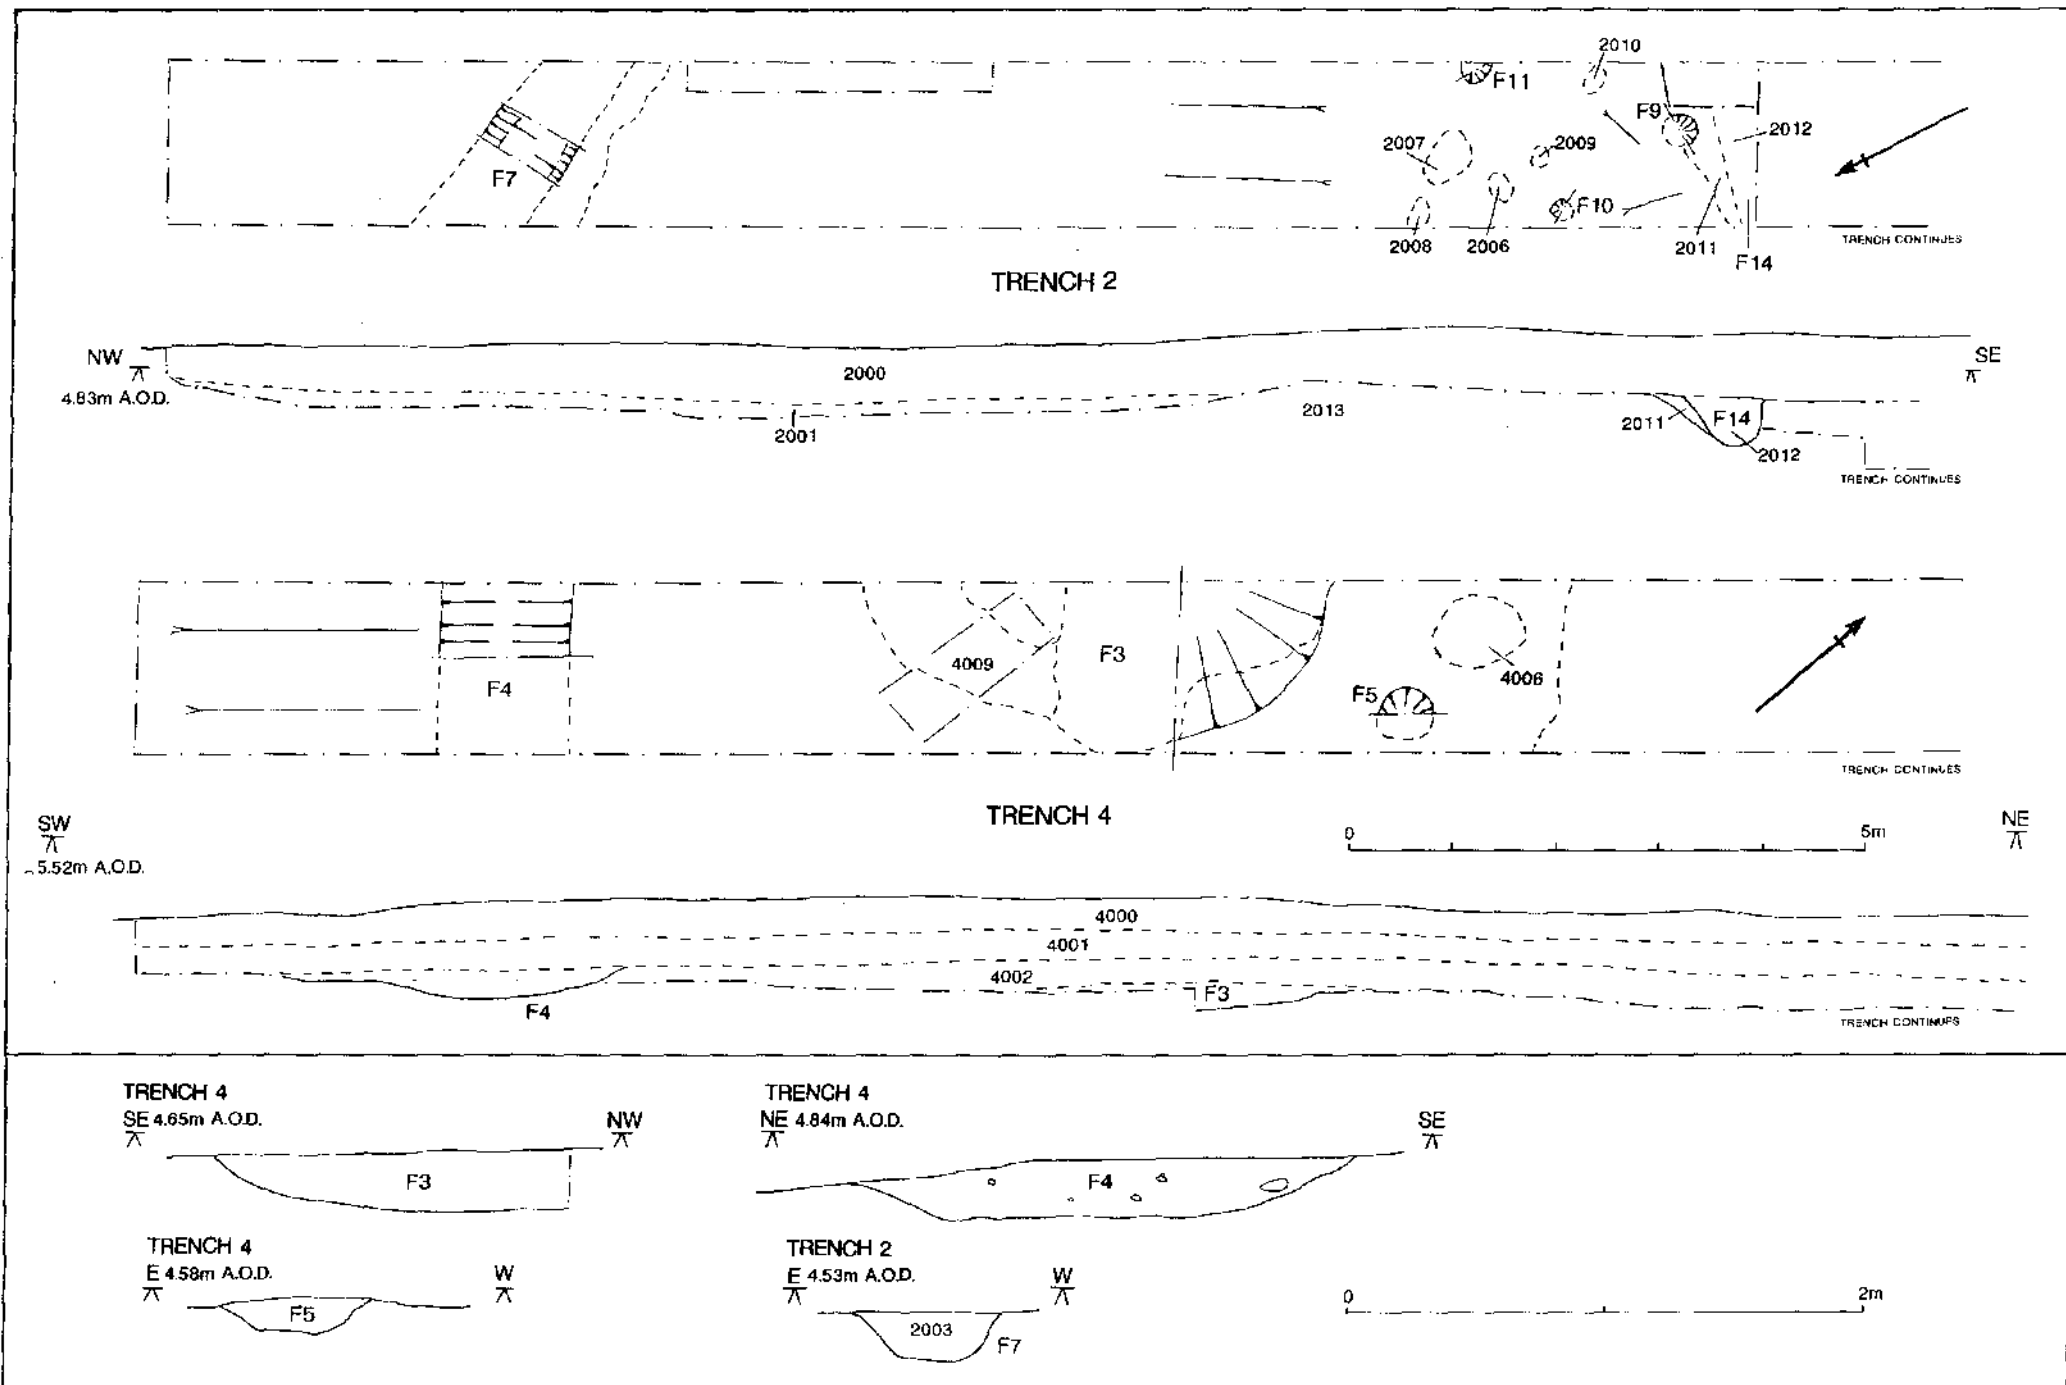 2010
F11
F9
2012
2007
2009
F7
F10
2008
2006
2011
F14
TRENCH CONTINUES
TRENCH 2
NW
SE
4.83m A.O.D.
2000
2013
2011
F14
2001
2012
TRENCH CONTINUES
F3
4009
4006
F4
F5
TRENCH CONTINUES
TRENCH 4
SW
NE
0 5m
5.52m A.O.D.
4000
4001
4002
F3
F4
TRENCH CONTINUES
TRENCH 4
SE 4.65m A.O.D.
NW
F3
TRENCH 4
NE 4.84m A.O.D.
SE
F4
TRENCH 4
E 4.58m A.O.D.
W
F5
TRENCH 2
E 4.53m A.O.D.
W
2003
F7
0 2m